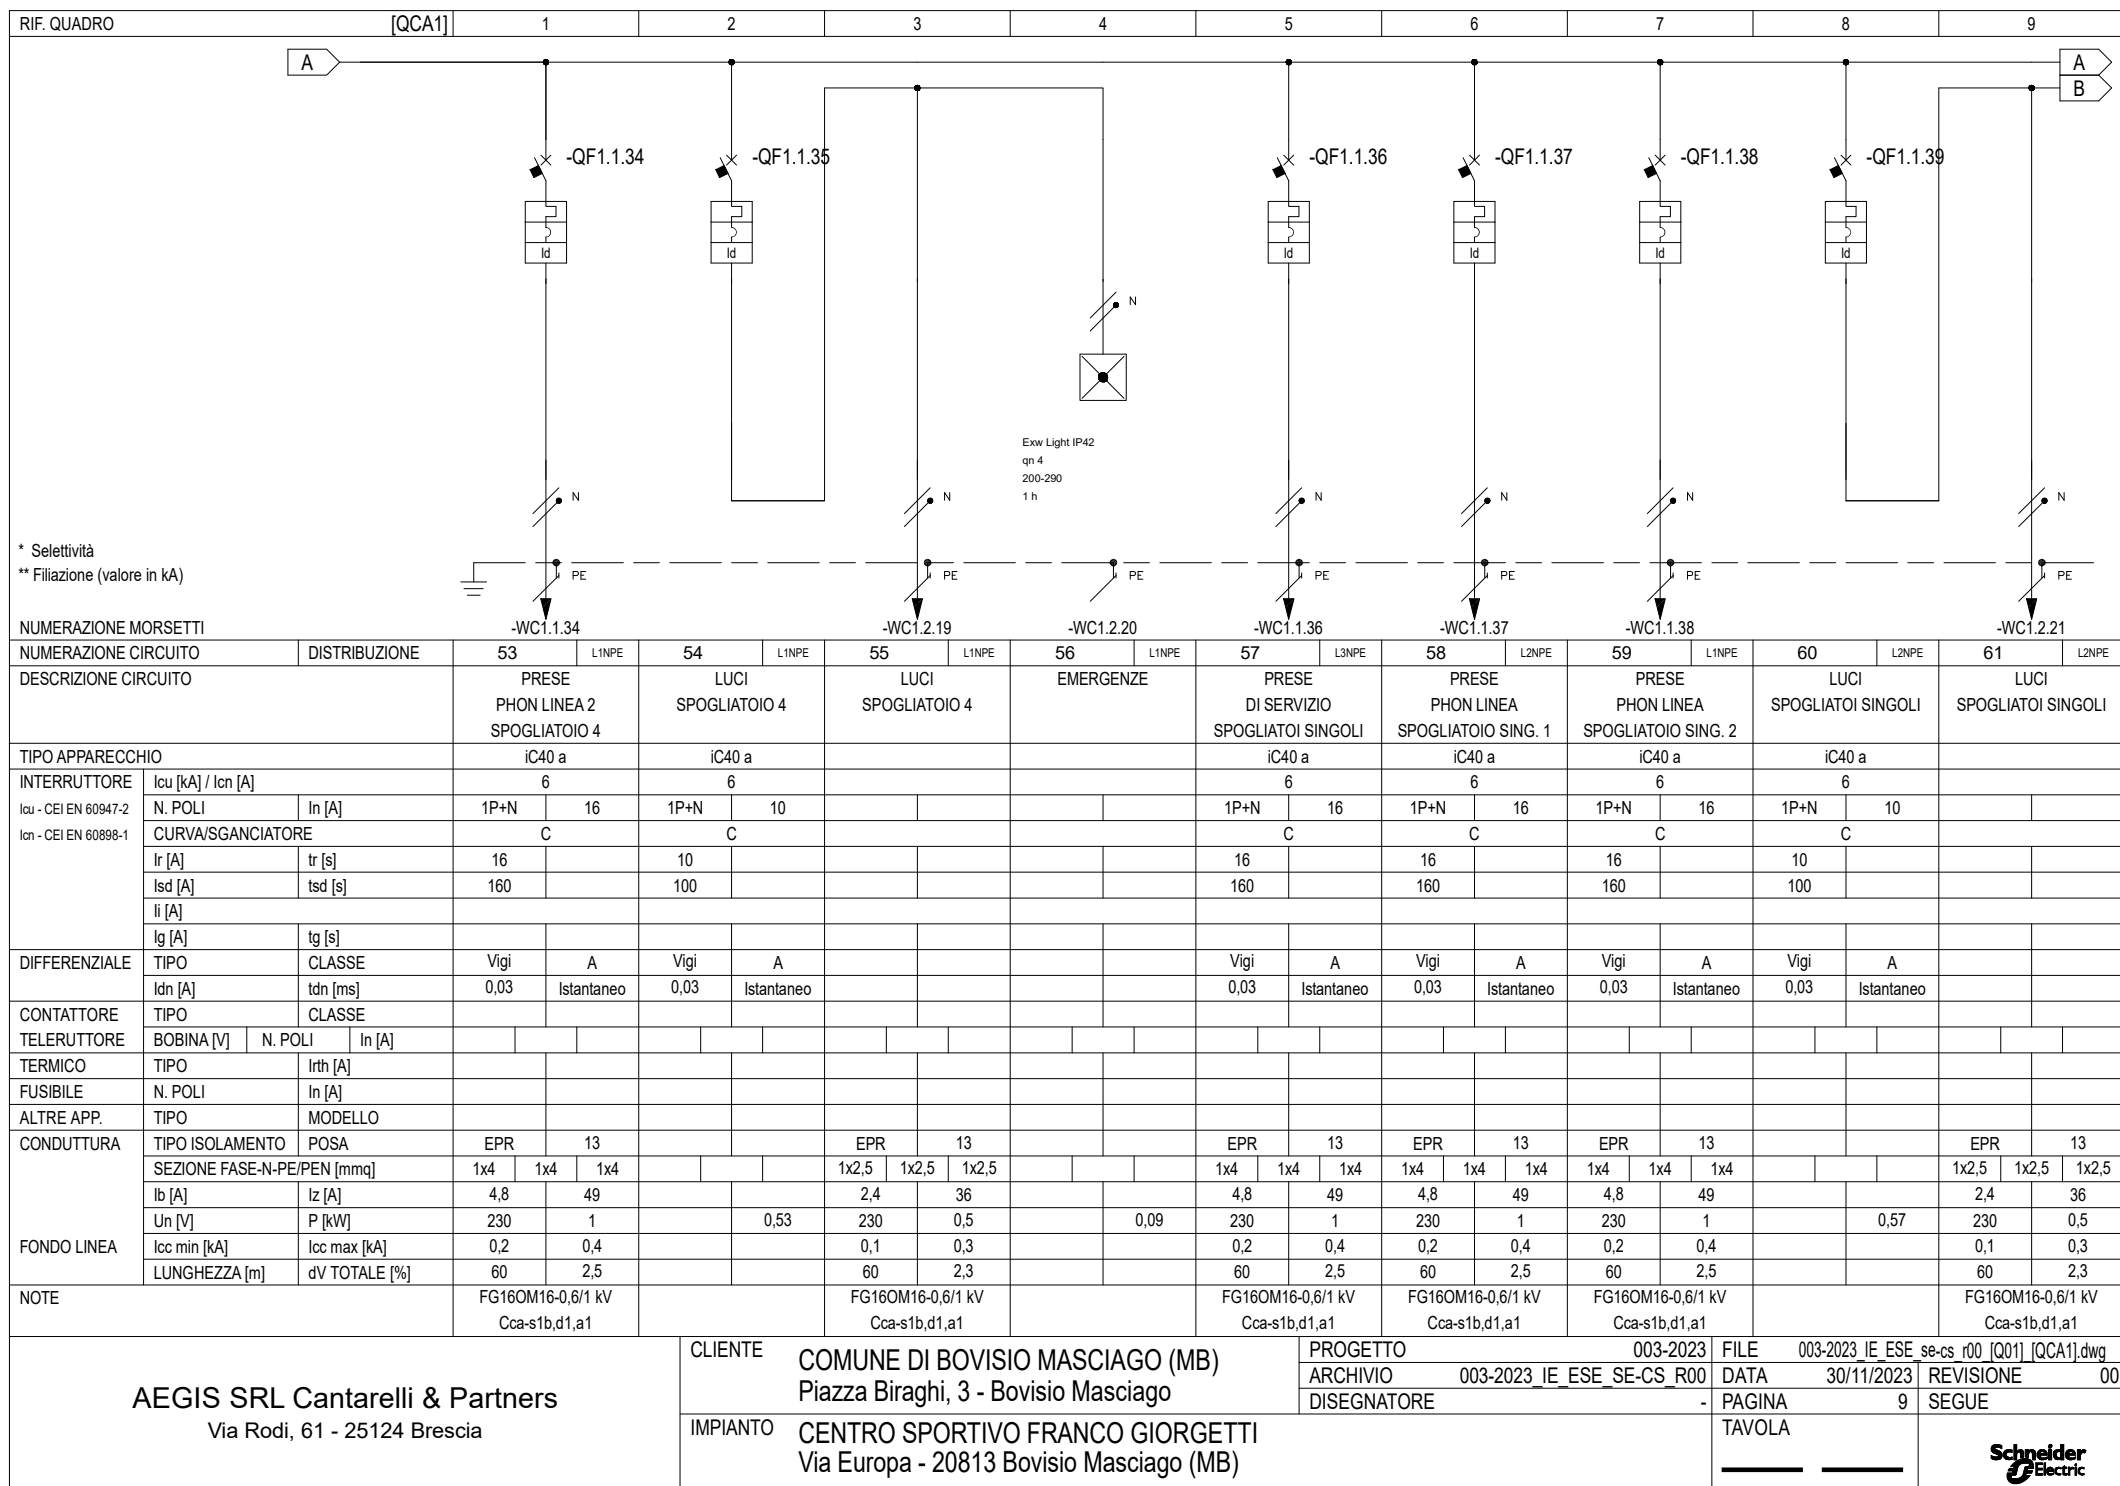 RIF. QUADRO [QCA1] 1 2 3 4 5 6 7 8 9
A A
B
-QF1.1.34 -QF1.1.35 -QF1.1.36 -QF1.1.37 -QF1.1.38 -QF1.1.39
Id Id Id Id Id Id
N
Exw Light IP42
qn 4
200-290
1 h
N N N N N N
* Selettività
** Filiazione (valore in kA)
PE PE PE PE PE PE PE
NUMERAZIONE MORSETTI -WC1.1.34 -WC1.2.19 -WC1.2.20 -WC1.1.36 -WC1.1.37 -WC1.1.38 -WC1.2.21
NUMERAZIONE CIRCUITO DISTRIBUZIONE 53 L1NPE 54 L1NPE 55 L1NPE 56 L1NPE 57 L3NPE 58 L2NPE 59 L1NPE 60 L2NPE 61 L2NPE
DESCRIZIONE CIRCUITO PRESE LUCI LUCI EMERGENZE PRESE PRESE PRESE LUCI LUCI
PHON LINEA 2 SPOGLIATOIO 4 SPOGLIATOIO 4 DI SERVIZIO PHON LINEA PHON LINEA SPOGLIATOI SINGOLI SPOGLIATOI SINGOLI
SPOGLIATOIO 4 SPOGLIATOI SINGOLI SPOGLIATOIO SING. 1 SPOGLIATOIO SING. 2
TIPO APPARECCHIO iC40 a iC40 a iC40 a iC40 a iC40 a iC40 a
INTERRUTTORE Icu [kA] / Icn [A] 6 6 6 6 6 6
Icu - CEI EN 60947-2 N. POLI In [A] 1P+N 16 1P+N 10 1P+N 16 1P+N 16 1P+N 16 1P+N 10
Icn - CEI EN 60898-1 CURVA/SGANCIATORE C C C C C C
Ir [A] tr [s] 16 10 16 16 16 10
Isd [A] tsd [s] 160 100 160 160 160 100
Ii [A]
Ig [A] tg [s]
DIFFERENZIALE TIPO CLASSE Vigi A Vigi A Vigi A Vigi A Vigi A Vigi A
Idn [A] tdn [ms] 0,03 Istantaneo 0,03 Istantaneo 0,03 Istantaneo 0,03 Istantaneo 0,03 Istantaneo 0,03 Istantaneo
CONTATTORE TIPO CLASSE
TELERUTTORE BOBINA [V] N. POLI In [A]
TERMICO TIPO Irth [A]
FUSIBILE N. POLI In [A]
ALTRE APP. TIPO MODELLO
CONDUTTURA TIPO ISOLAMENTO POSA EPR 13 EPR 13 EPR 13 EPR 13 EPR 13 EPR 13
SEZIONE FASE-N-PE/PEN [mmq] 1x4 1x4 1x4 1x2,5 1x2,5 1x2,5 1x4 1x4 1x4 1x4 1x4 1x4 1x4 1x4 1x4 1x2,5 1x2,5 1x2,5
Ib [A] Iz [A] 4,8 49 2,4 36 4,8 49 4,8 49 4,8 49 2,4 36
Un [V] P [kW] 230 1 0,53 230 0,5 0,09 230 1 230 1 230 1 0,57 230 0,5
FONDO LINEA Icc min [kA] Icc max [kA] 0,2 0,4 0,1 0,3 0,2 0,4 0,2 0,4 0,2 0,4 0,1 0,3
LUNGHEZZA [m] dV TOTALE [%] 60 2,5 60 2,3 60 2,5 60 2,5 60 2,5 60 2,3
NOTE FG16OM16-0,6/1 kV FG16OM16-0,6/1 kV FG16OM16-0,6/1 kV FG16OM16-0,6/1 kV FG16OM16-0,6/1 kV FG16OM16-0,6/1 kV
Cca-s1b,d1,a1 Cca-s1b,d1,a1 Cca-s1b,d1,a1 Cca-s1b,d1,a1 Cca-s1b,d1,a1 Cca-s1b,d1,a1
AEGIS SRL Cantarelli & Partners
Via Rodi, 61 - 25124 Brescia
CLIENTE COMUNE DI BOVISIO MASCIAGO (MB)
Piazza Biraghi, 3 - Bovisio Masciago
IMPIANTO CENTRO SPORTIVO FRANCO GIORGETTI
Via Europa - 20813 Bovisio Masciago (MB)
PROGETTO 003-2023 FILE 003-2023_IE_ESE_se-cs_r00_[Q01]_[QCA1].dwg
ARCHIVIO 003-2023_IE_ESE_SE-CS_R00 DATA 30/11/2023 REVISIONE 00
DISEGNATORE - PAGINA 9 SEGUE
TAVOLA
Schneider
Electric